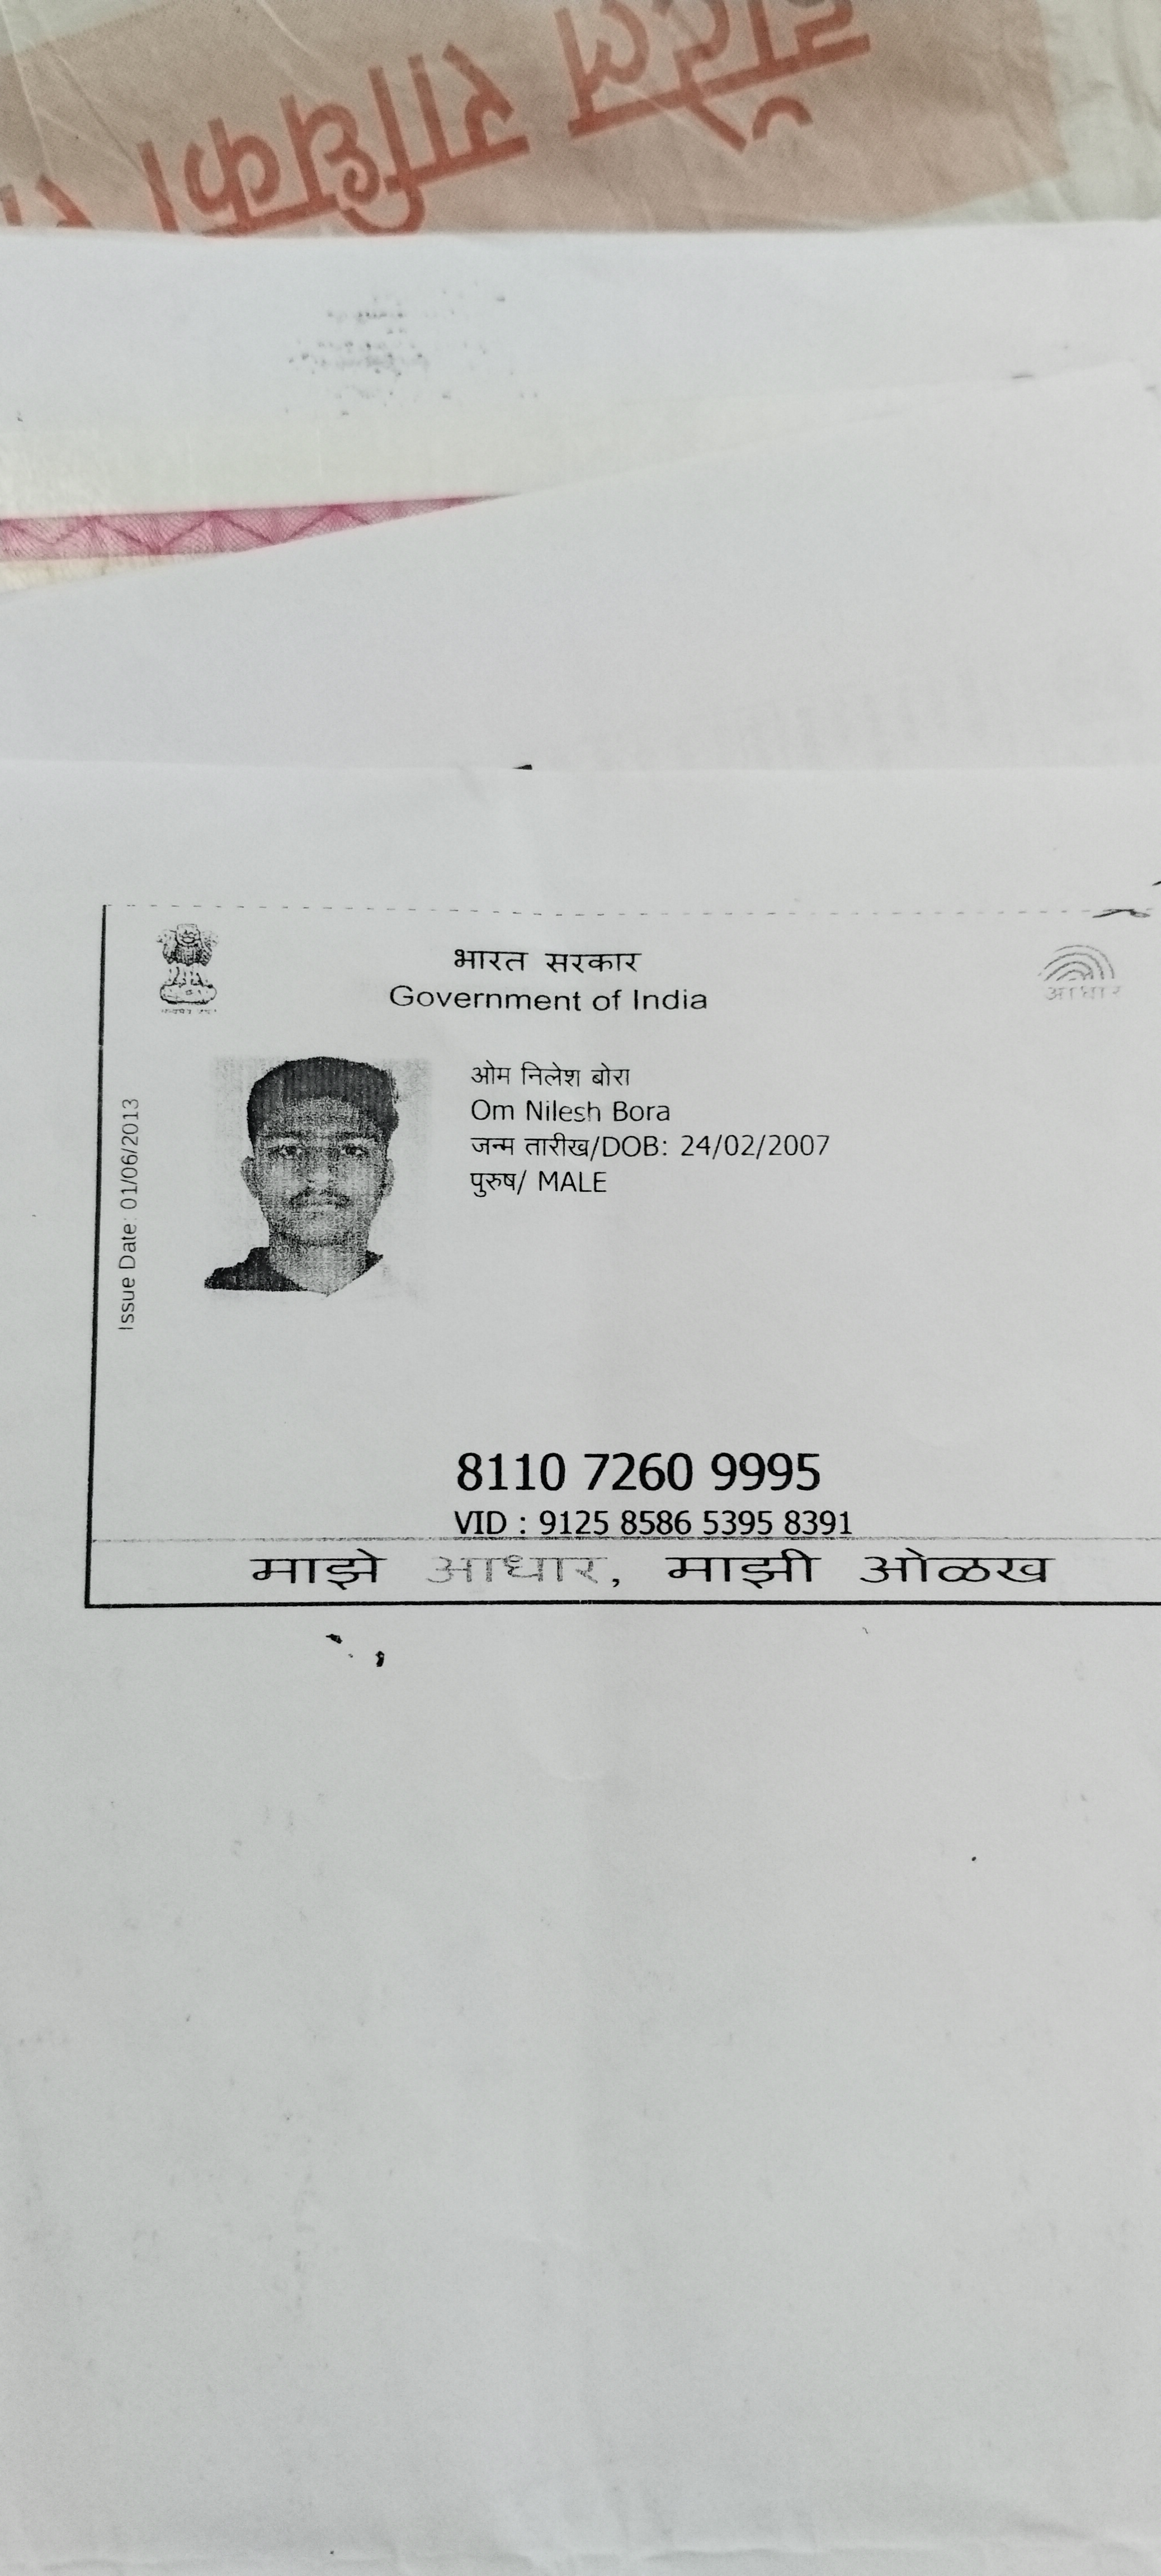 भारत सरकार
Government of India
आधार
ओम निलेश बोरा
Om Nilesh Bora
जन्म तारीख/DOB: 24/02/2007
पुरुष/ MALE
Issue Date: 01/06/2013
8110 7260 9995
VID : 9125 8586 5395 8391
माझे आधार, माझी ओळख